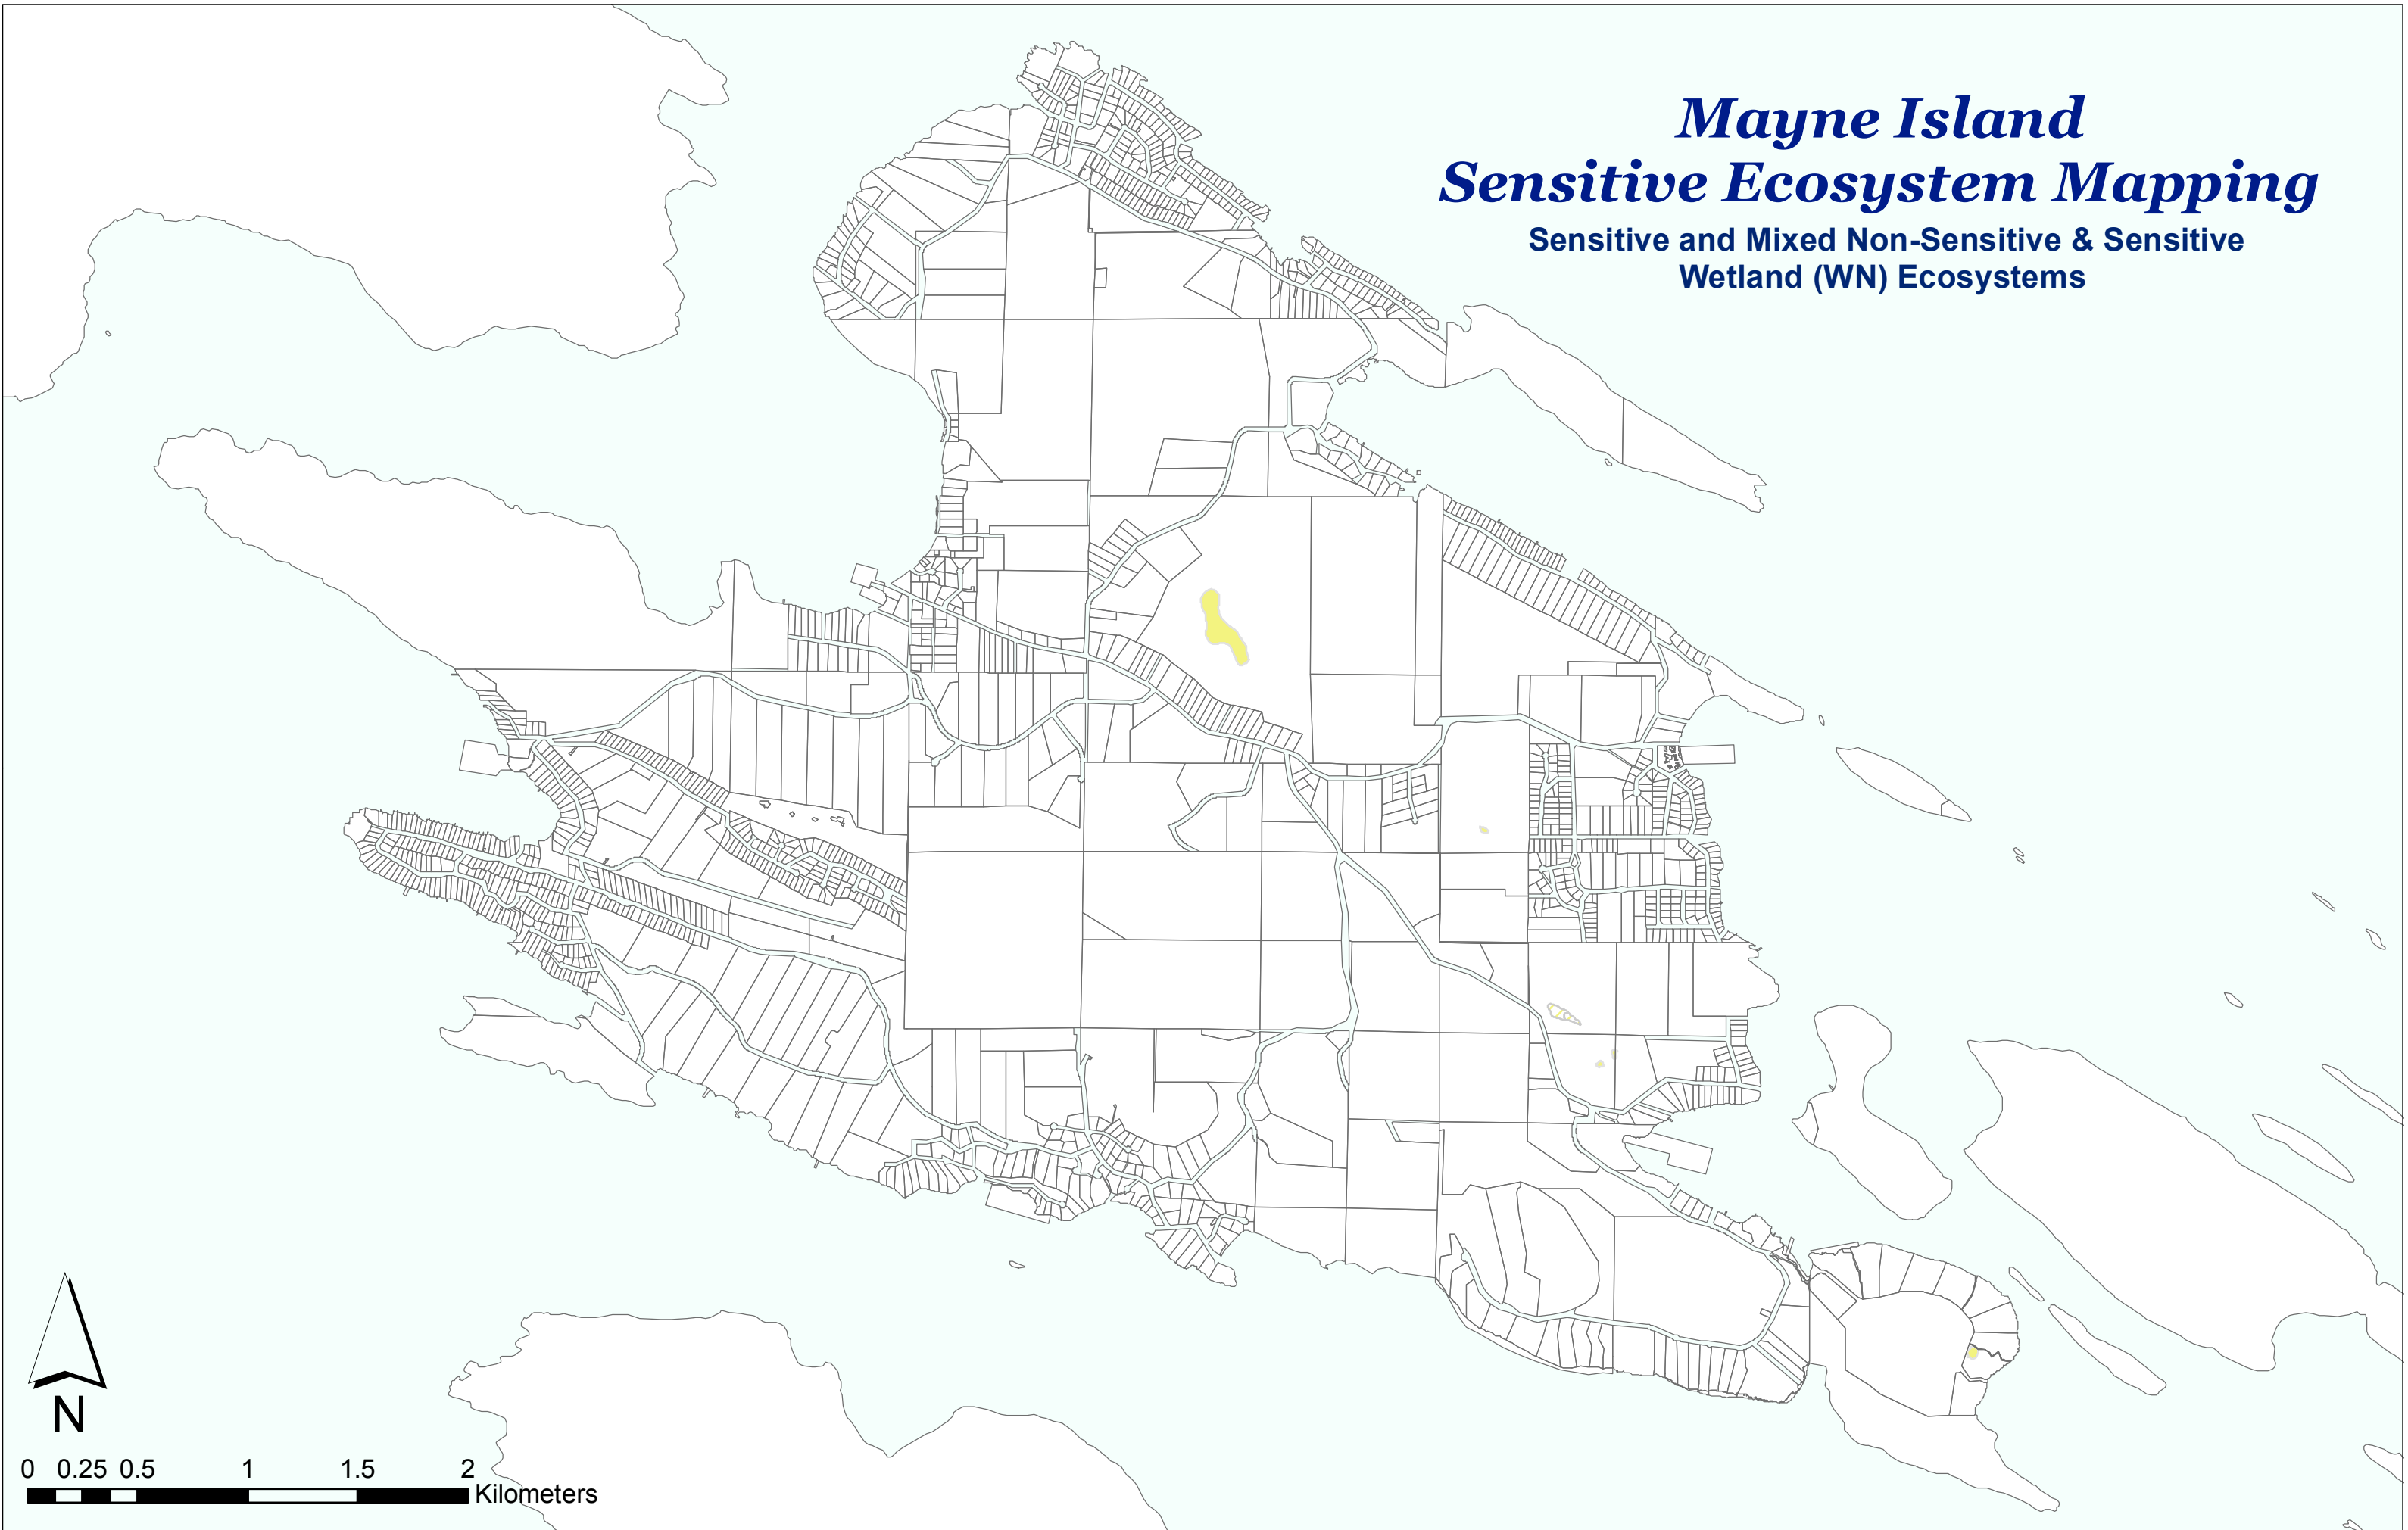 Mayne Island
Sensitive Ecosystem Mapping
Sensitive and Mixed Non-Sensitive & Sensitive
Wetland (WN) Ecosystems
N
0 0.25 0.5 1 1.5 2
Kilometers